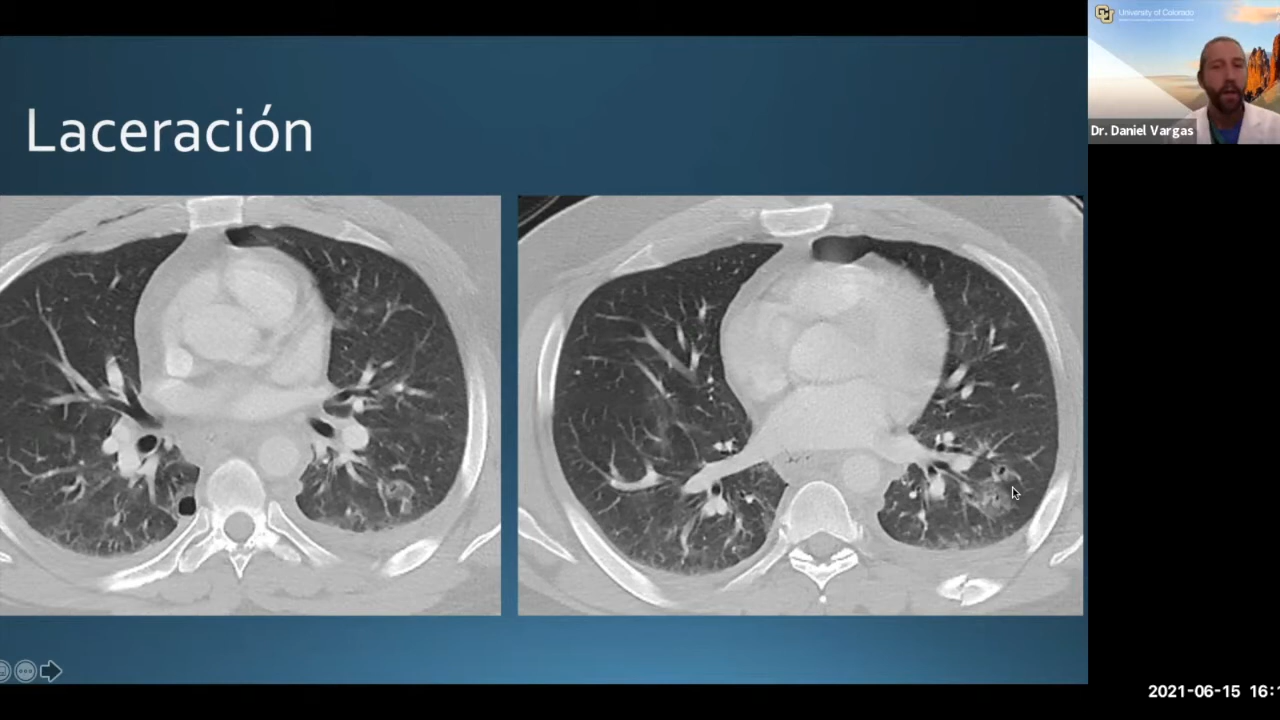 Laceración
University of Colorado
Dr. Daniel Vargas
2021-06-15 16: